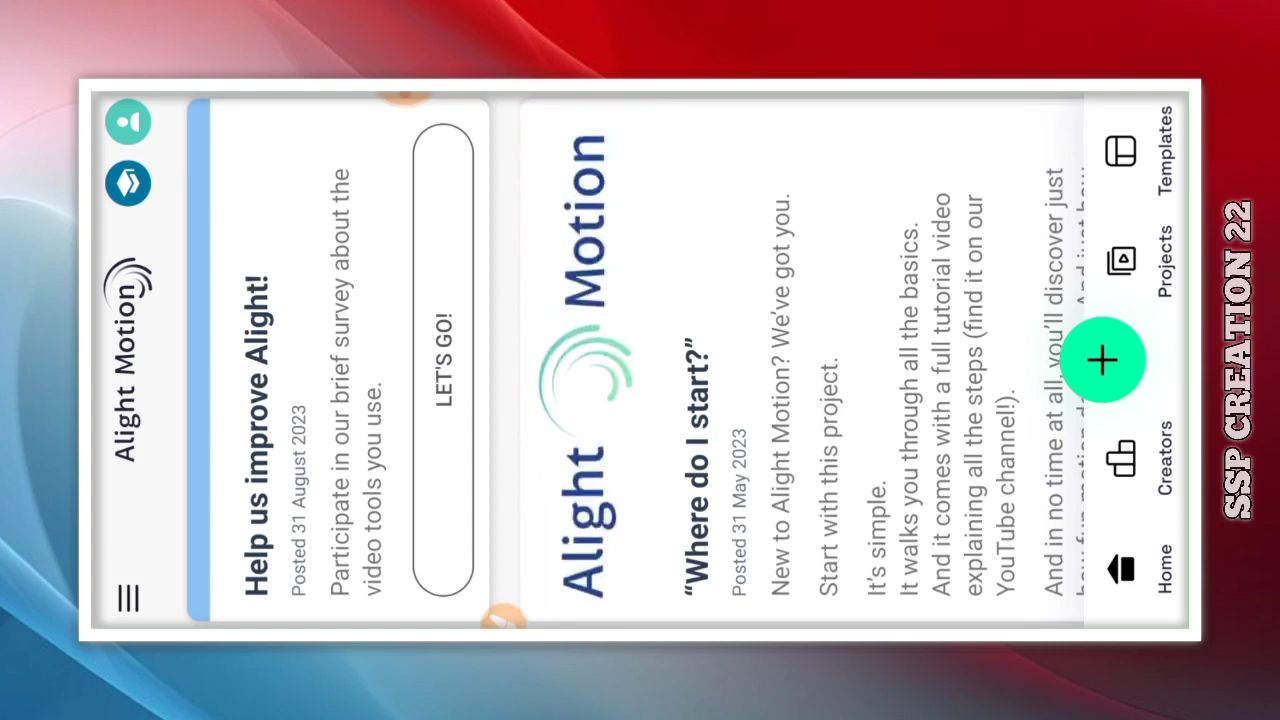 Alight Motion
Help us improve Alight!
Posted 31 August 2023
Participate in our brief survey about the
video tools you use.
LET'S GO!
Alight Motion
“Where do I start?”
Posted 31 May 2023
New to Alight Motion? We’ve got you.
Start with this project.
It’s simple.
It walks you through all the basics.
And it comes with a full tutorial video
explaining all the steps (find it on our
YouTube channel!).
And in no time at all, you’ll discover just
Home
Creators
Projects
Templates
SSP CREATION 22